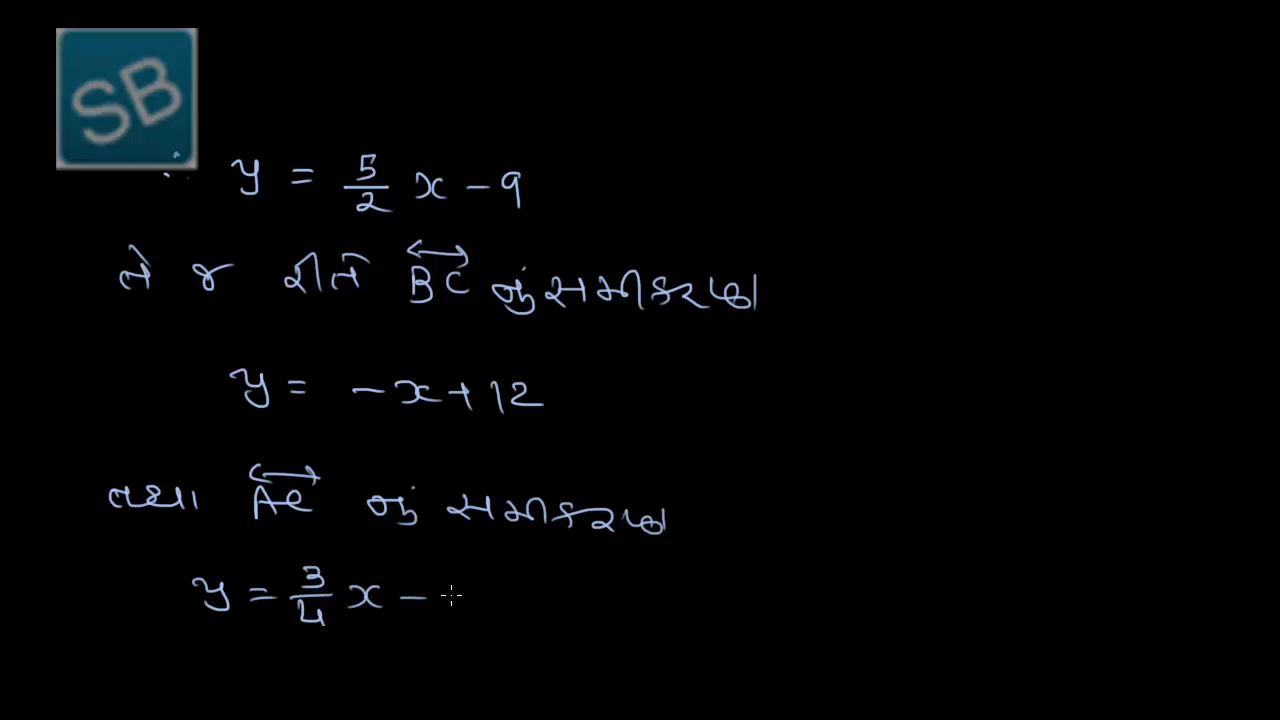 SB
∴ y = 5/2 x - 9
તે જ રીતે BC નું સમીકરણ
y = -x + 12
તથા AC નું સમીકરણ
y = 3/4 x -